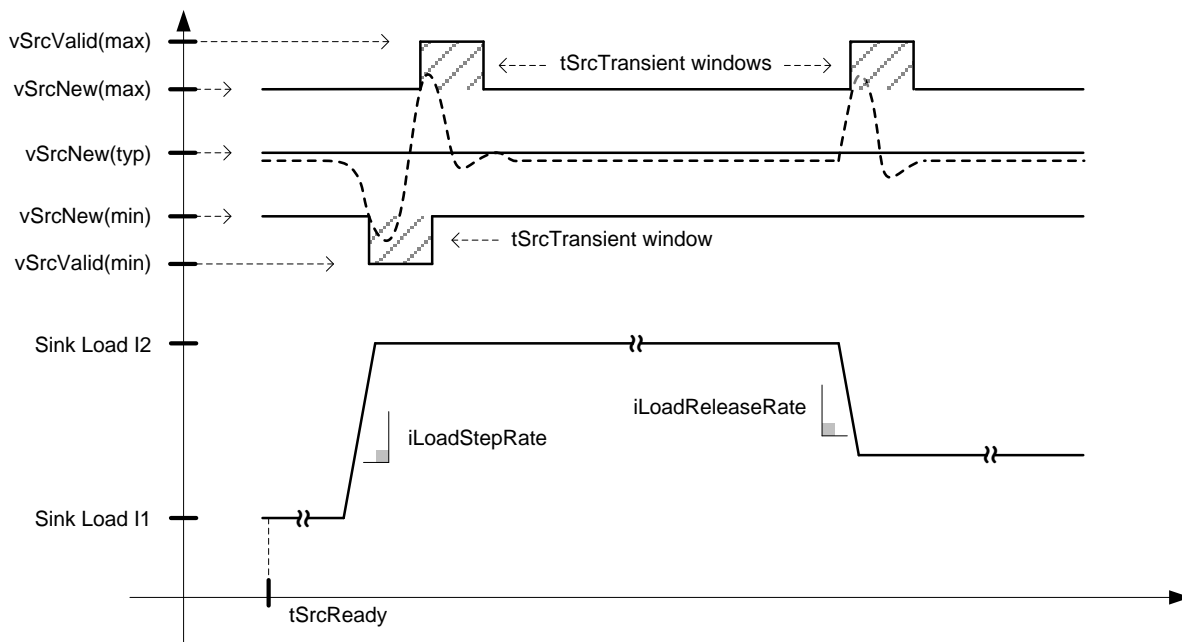 vSrcValid(max)
tSrcTransient windows
vSrcNew(max)
vSrcNew(typ)
vSrcNew(min)
tSrcTransient window
vSrcValid(min)
Sink Load I2
iLoadStepRate
iLoadReleaseRate
Sink Load I1
tSrcReady